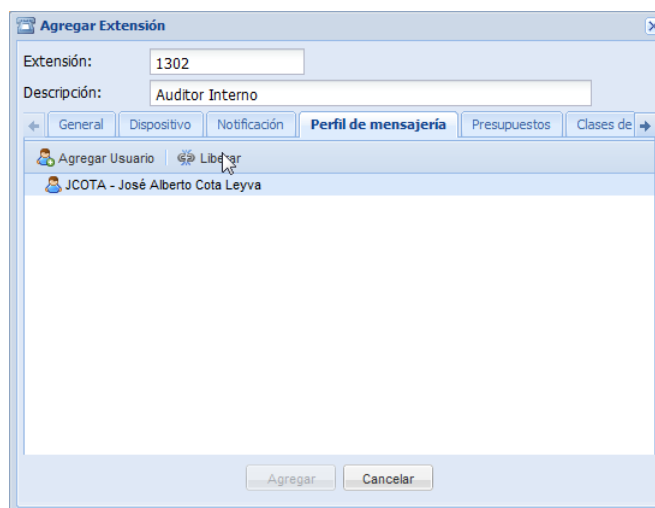 Agregar Extensión
Extensión: 1302
Descripción: Auditor Interno
General Dispositivo Notificación Perfil de mensajería Presupuestos Clases de
Agregar Usuario Liberar
JCOTA - José Alberto Cota Leyva
Agregar Cancelar